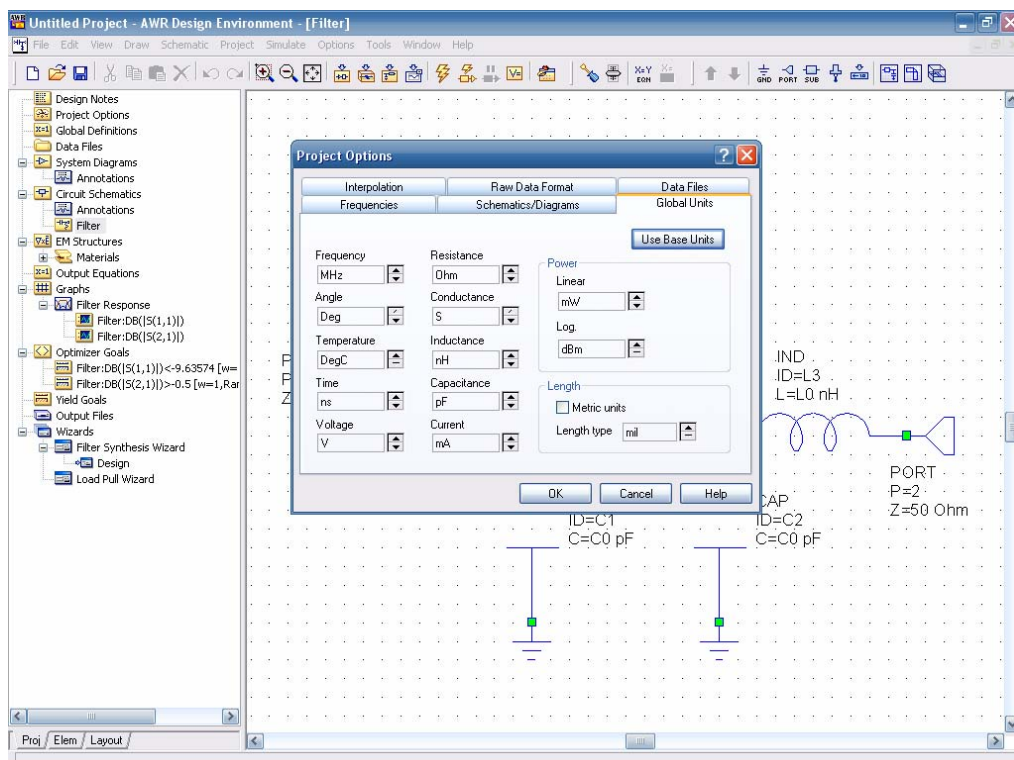 Untitled Project - AWR Design Environment - [Filter]
File Edit View Draw Schematic Project Simulate Options Tools Window Help
X=Y
EQN
GND PORT SUB
Design Notes
Project Options
Global Definitions
Data Files
System Diagrams
Annotations
Circuit Schematics
Annotations
Filter
EM Structures
Materials
Output Equations
Graphs
Filter Response
Filter:DB(|S(1,1)|)
Filter:DB(|S(2,1)|)
Optimizer Goals
Filter:DB(|S(1,1)|)<-9.63574 [w=
Filter:DB(|S(2,1)|)>-0.5 [w=1,Rar
Yield Goals
Output Files
Wizards
Filter Synthesis Wizard
Design
Load Pull Wizard
Proj Elem Layout
Project Options
Interpolation Raw Data Format Data Files
Frequencies Schematics/Diagrams Global Units
Use Base Units
Frequency
MHz
Angle
Deg
Temperature
DegC
Time
ns
Voltage
V
Resistance
Ohm
Conductance
S
Inductance
nH
Capacitance
pF
Current
mA
Power
Linear
mW
Log.
dBm
Length
Metric units
Length type mil
OK Cancel Help
P
P
Z
IND
ID=L3
L=L0 nH
PORT
P=2
Z=50 Ohm
ID=C1
C=C0 pF
CAP
ID=C2
C=C0 pF